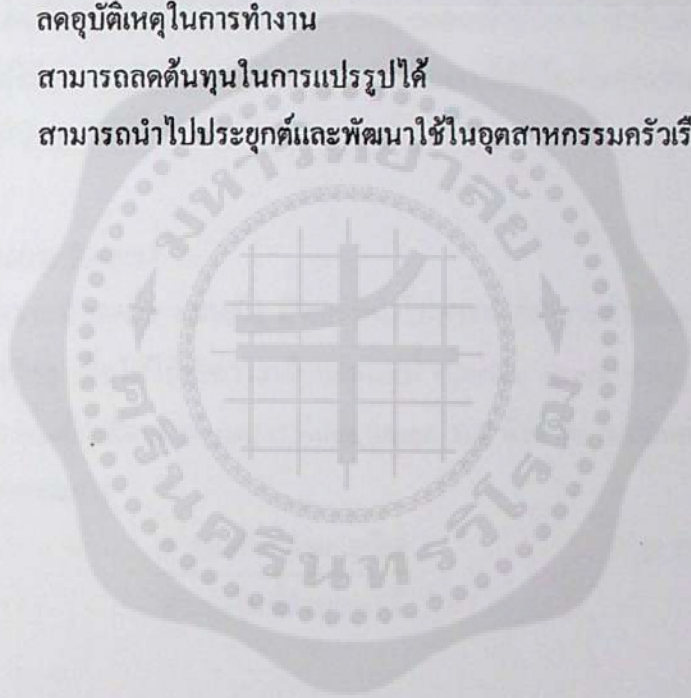 ลดอุบัติเหตุในการทำงาน
สามารถลดต้นทุนในการแปรรูปได้
สามารถนำไปประยุกต์และพัฒนาใช้ในอุตสาหกรรมครัวเรื
มหาวิทยาลัย
ศรีนครินทรวิโรฒ